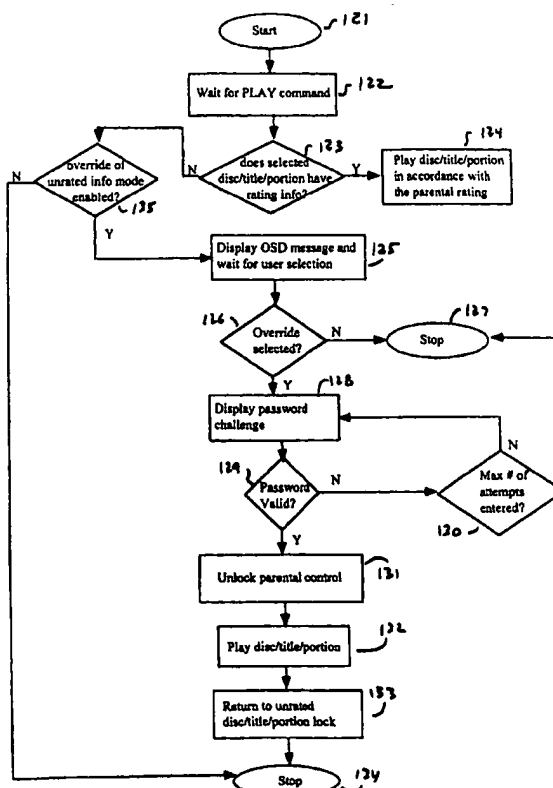 Start
121
Wait for PLAY command
122
N
override of
unrated info mode
enabled?
135
N
does selected
disc/title/portion have
rating info?
123
Y
Play disc/title/portion
in accordance with
the parental rating
124
Y
Display OSD message and
wait for user selection
125
126
Override
selected?
N
Stop
127
Y
128
Display password
challenge
N
129
Password
Valid?
N
Max # of
attempts
entered?
130
Y
Unlock parental control
131
Play disc/title/portion
132
Return to unrated
disc/title/portion lock
133
Stop
134